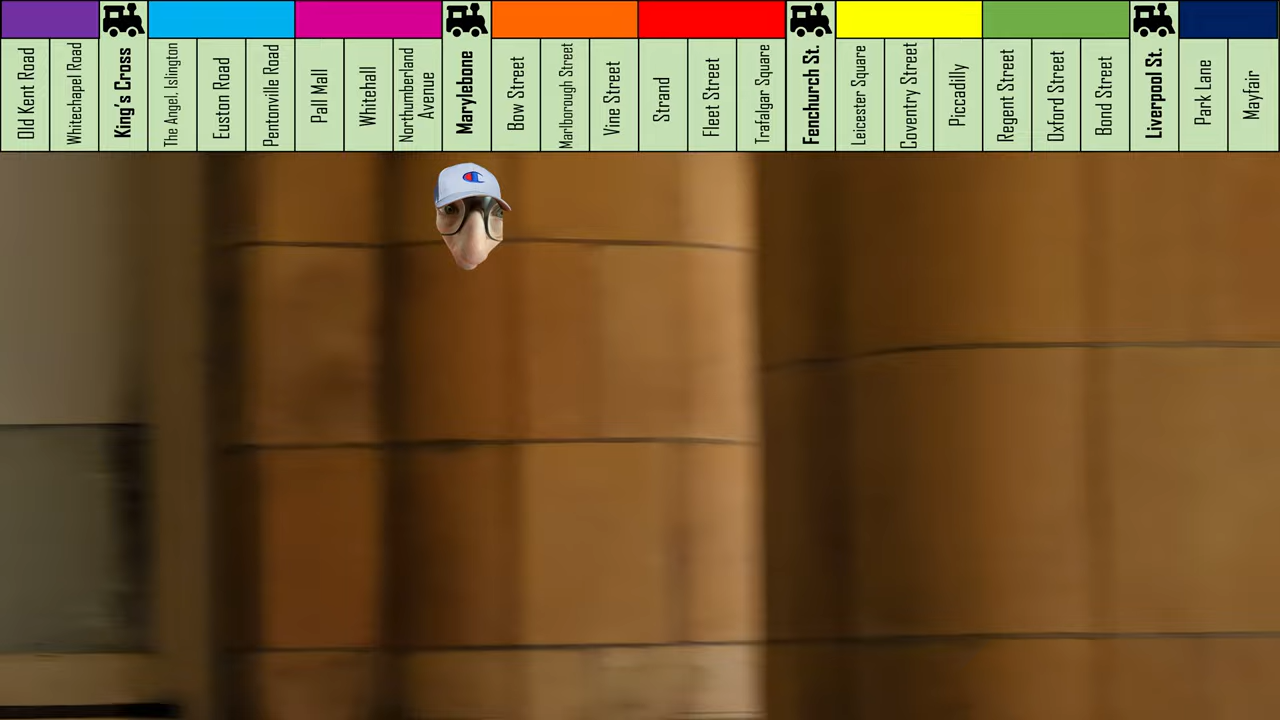 Old Kent Road
Whitechapel Road
King's Cross
The Angel, Islington
Euston Road
Pentonville Road
Pall Mall
Whitehall
Northumberland
Avenue
Marylebone
Bow Street
Marlborough Street
Vine Street
Strand
Fleet Street
Trafalgar Square
Fenchurch St.
Leicester Square
Coventry Street
Piccadilly
Regent Street
Oxford Street
Bond Street
Liverpool St.
Park Lane
Mayfair